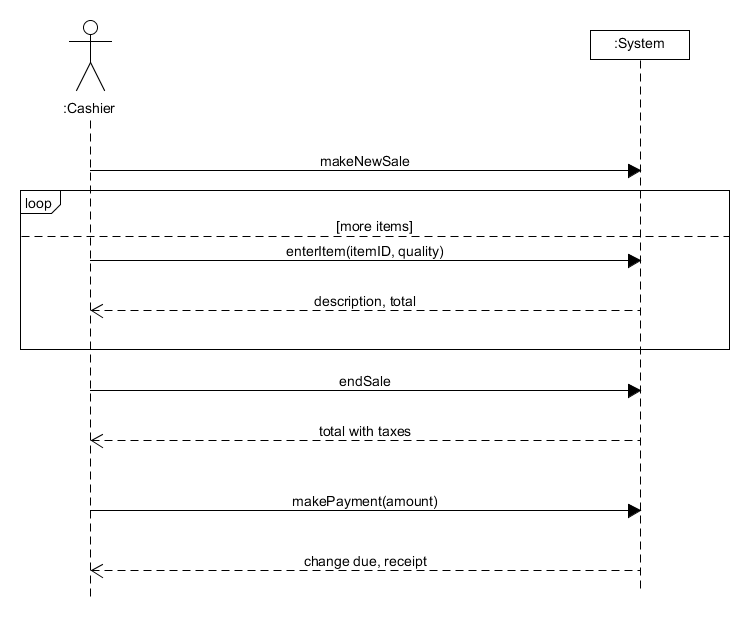 :System
:Cashier
makeNewSale
loop
[more items]
enterItem(itemID, quality)
description, total
endSale
total with taxes
makePayment(amount)
change due, receipt